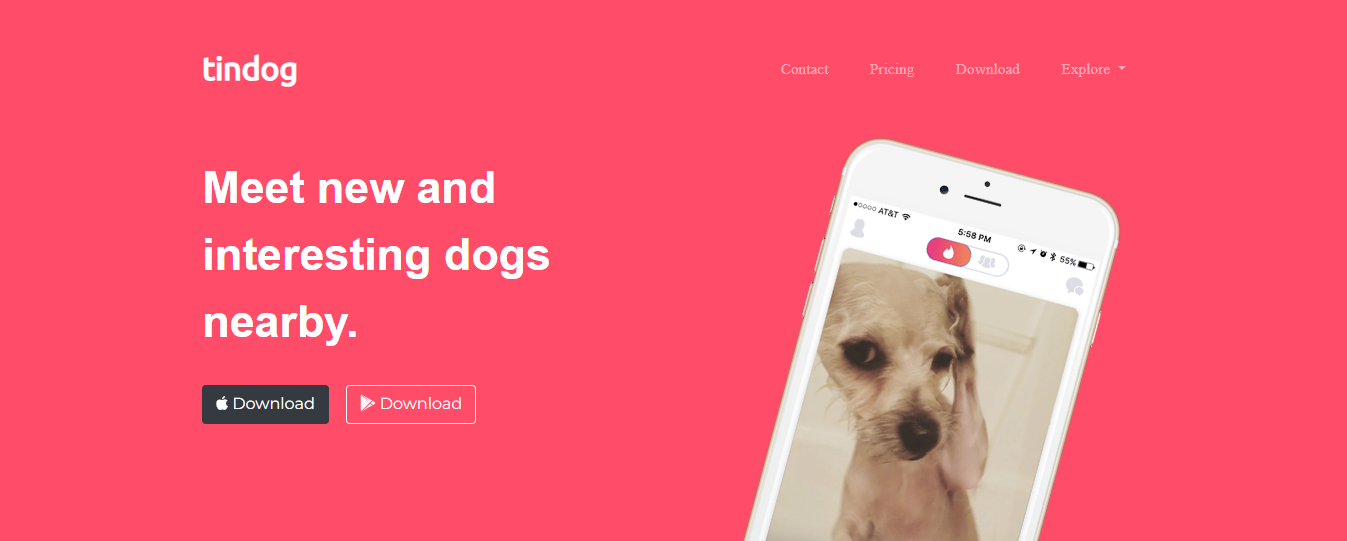 tindog
Contact Pricing Download Explore
Meet new and
interesting dogs
nearby.
Download Download
AT&T 5:58 PM 55%